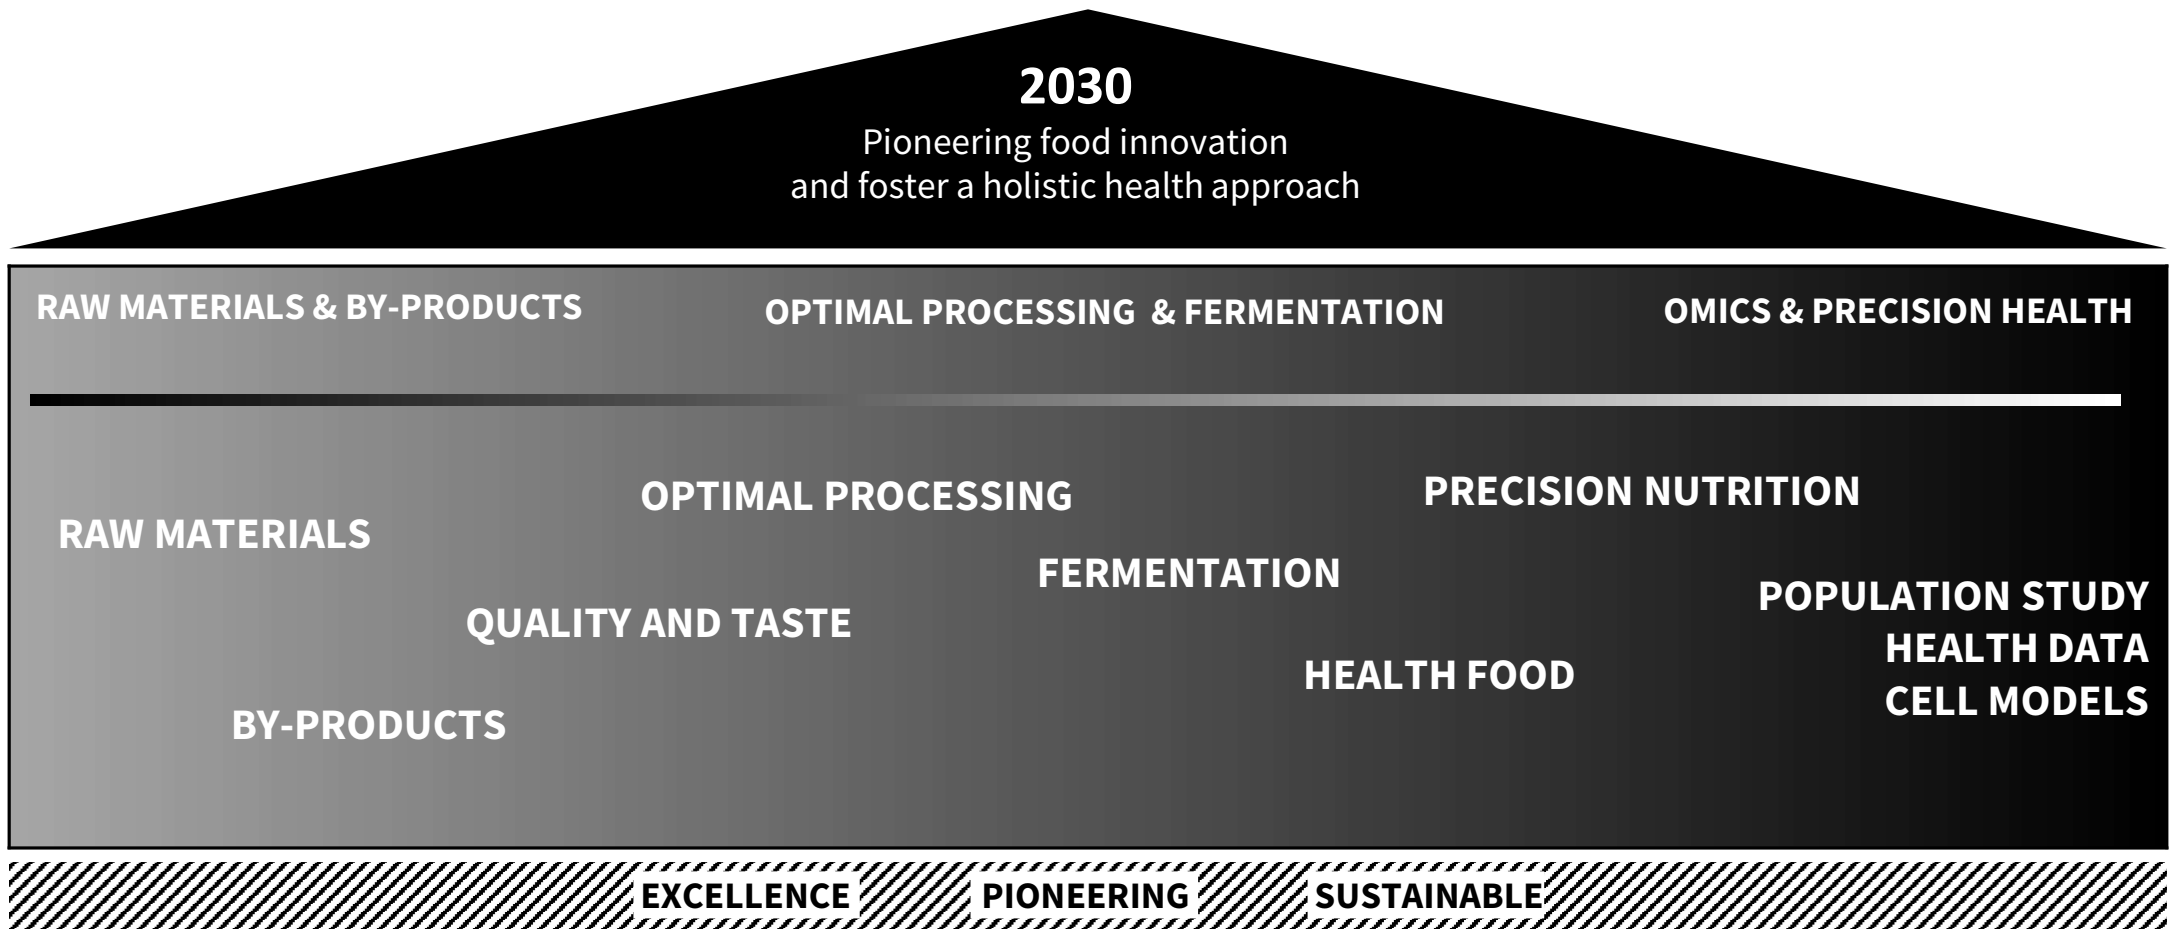 2030
Pioneering food innovation
and foster a holistic health approach
RAW MATERIALS & BY-PRODUCTS
OPTIMAL PROCESSING & FERMENTATION
OMICS & PRECISION HEALTH
OPTIMAL PROCESSING
PRECISION NUTRITION
RAW MATERIALS
FERMENTATION
POPULATION STUDY
QUALITY AND TASTE
HEALTH DATA
HEALTH FOOD
CELL MODELS
BY-PRODUCTS
EXCELLENCE
PIONEERING
SUSTAINABLE